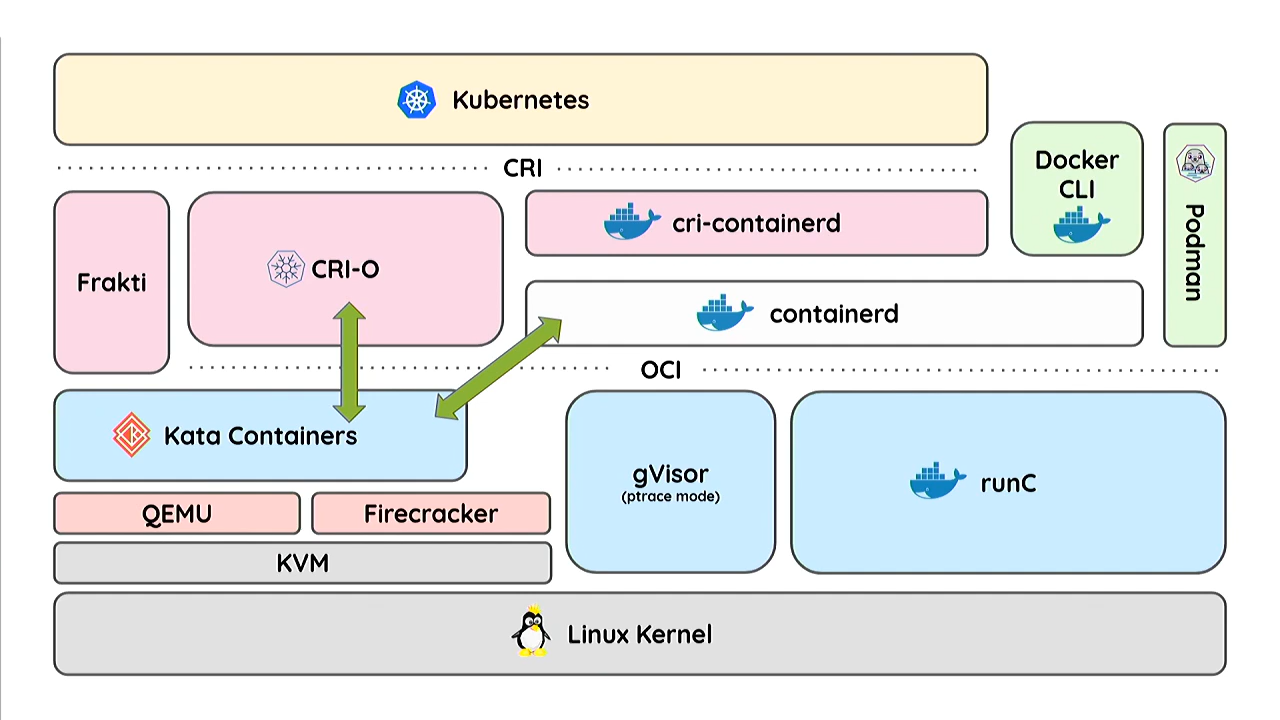 Kubernetes
CRI
Docker
CLI
Podman
Frakti
CRI-O
cri-containerd
containerd
OCI
Kata Containers
gVisor
(ptrace mode)
runC
QEMU
Firecracker
KVM
Linux Kernel